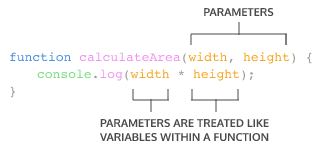 PARAMETERS
function calculateArea(width, height) {
    console.log(width * height);
}
PARAMETERS ARE TREATED LIKE
VARIABLES WITHIN A FUNCTION